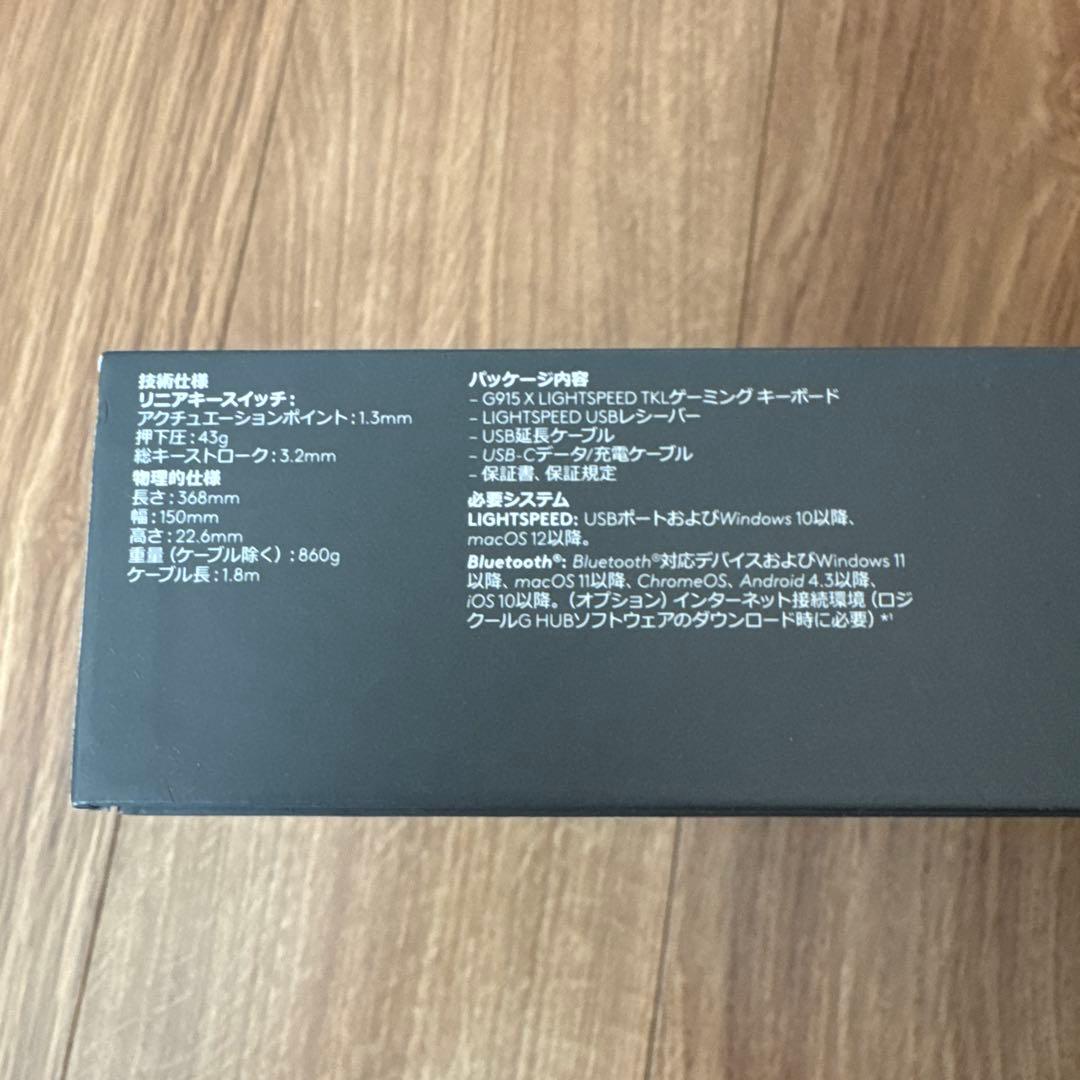 技術仕様
リニアキースイッチ:
アクチュエーションポイント:1.3mm
押下圧:43g
総キーストローク:3.2mm
物理的仕様
長さ:368mm
幅:150mm
高さ:22.6mm
重量(ケーブル除く):860g
ケーブル長:1.8m
パッケージ内容
– G915 X LIGHTSPEED TKLゲーミング キーボード
– LIGHTSPEED USBレシーバー
– USB延長ケーブル
– USB-Cデータ/充電ケーブル
– 保証書、保証規定
必要システム
LIGHTSPEED: USBポートおよびWindows 10以降、
macOS 12以降。
Bluetooth®: Bluetooth®対応デバイスおよびWindows 11
以降、macOS 11以降、ChromeOS、Android 4.3以降、
iOS 10以降。(オプション) インターネット接続環境 (ロジ
クールG HUBソフトウェアのダウンロード時に必要) *¹